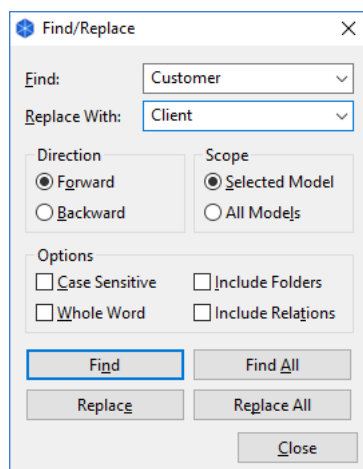 Find/Replace
Find: Customer
Replace With: Client
Direction Scope
Forward Selected Model
Backward All Models
Options
Case Sensitive Include Folders
Whole Word Include Relations
Find Find All
Replace Replace All
Close